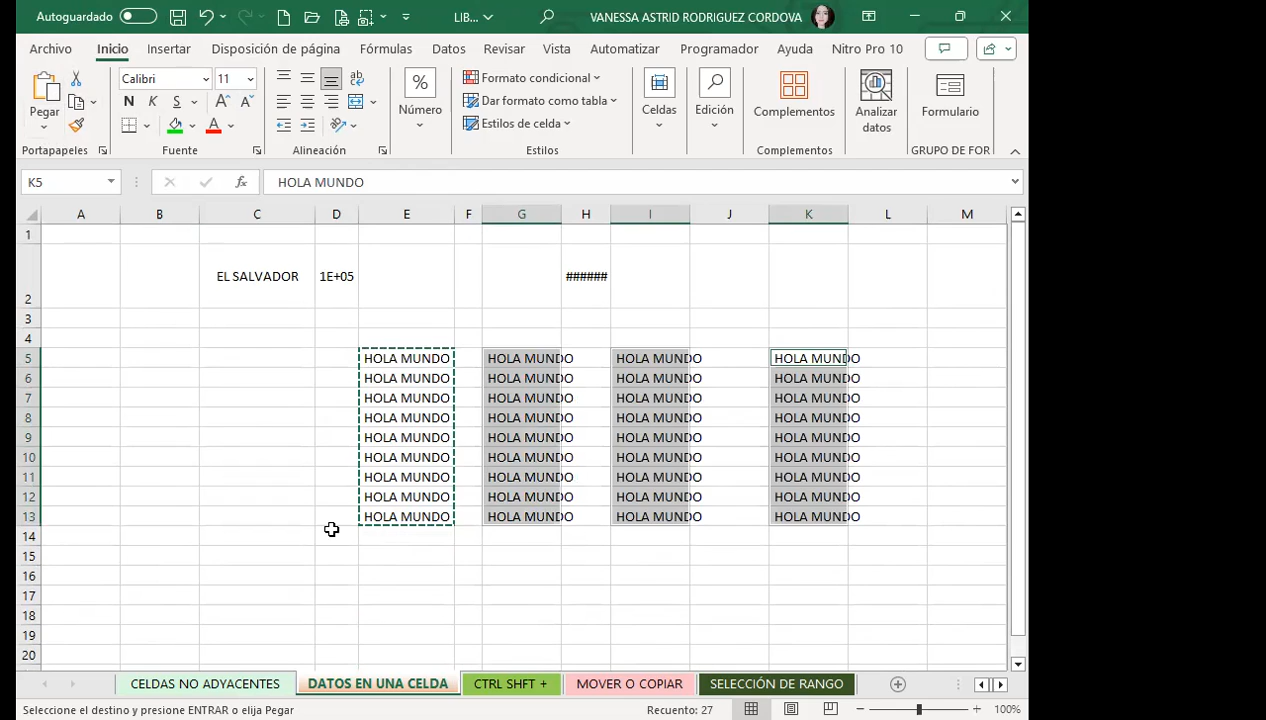 Autoguardado LIB... VANESSA ASTRID RODRIGUEZ CORDOVA
Archivo Inicio Insertar Disposición de página Fórmulas Datos Revisar Vista Automatizar Programador Ayuda Nitro Pro 10
Pegar
Calibri 11
N K S A A
A
ab
Número
Formato condicional
Dar formato como tabla
Estilos de celda
Celdas
Edición
Complementos
Analizar datos
Formulario
Portapapeles Fuente Alineación Estilos Complementos GRUPO DE FOR
K5 fx HOLA MUNDO
A B C D E F G H I J K L M
1
2 EL SALVADOR 1E+05 ######
3
4
5 HOLA MUNDO HOLA MUNDO HOLA MUNDO HOLA MUNDO
6 HOLA MUNDO HOLA MUNDO HOLA MUNDO HOLA MUNDO
7 HOLA MUNDO HOLA MUNDO HOLA MUNDO HOLA MUNDO
8 HOLA MUNDO HOLA MUNDO HOLA MUNDO HOLA MUNDO
9 HOLA MUNDO HOLA MUNDO HOLA MUNDO HOLA MUNDO
10 HOLA MUNDO HOLA MUNDO HOLA MUNDO HOLA MUNDO
11 HOLA MUNDO HOLA MUNDO HOLA MUNDO HOLA MUNDO
12 HOLA MUNDO HOLA MUNDO HOLA MUNDO HOLA MUNDO
13 HOLA MUNDO HOLA MUNDO HOLA MUNDO HOLA MUNDO
14
15
16
17
18
19
20
CELDAS NO ADYACENTES DATOS EN UNA CELDA CTRL SHFT + MOVER O COPIAR SELECCIÓN DE RANGO
Seleccione el destino y presione ENTRAR o elija Pegar Recuento: 27 100%